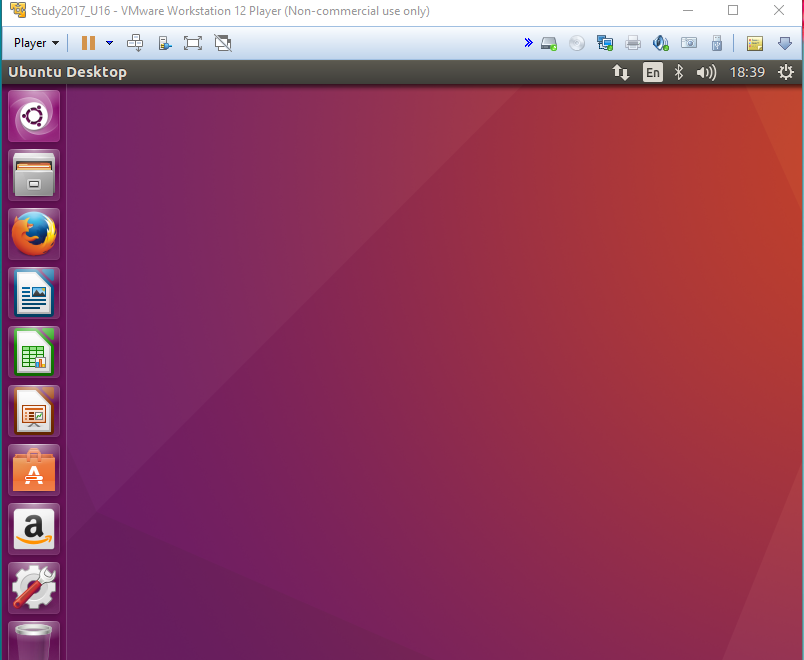 Study2017_U16 - VMware Workstation 12 Player (Non-commercial use only)
Player
Ubuntu Desktop
En
18:39
A
a